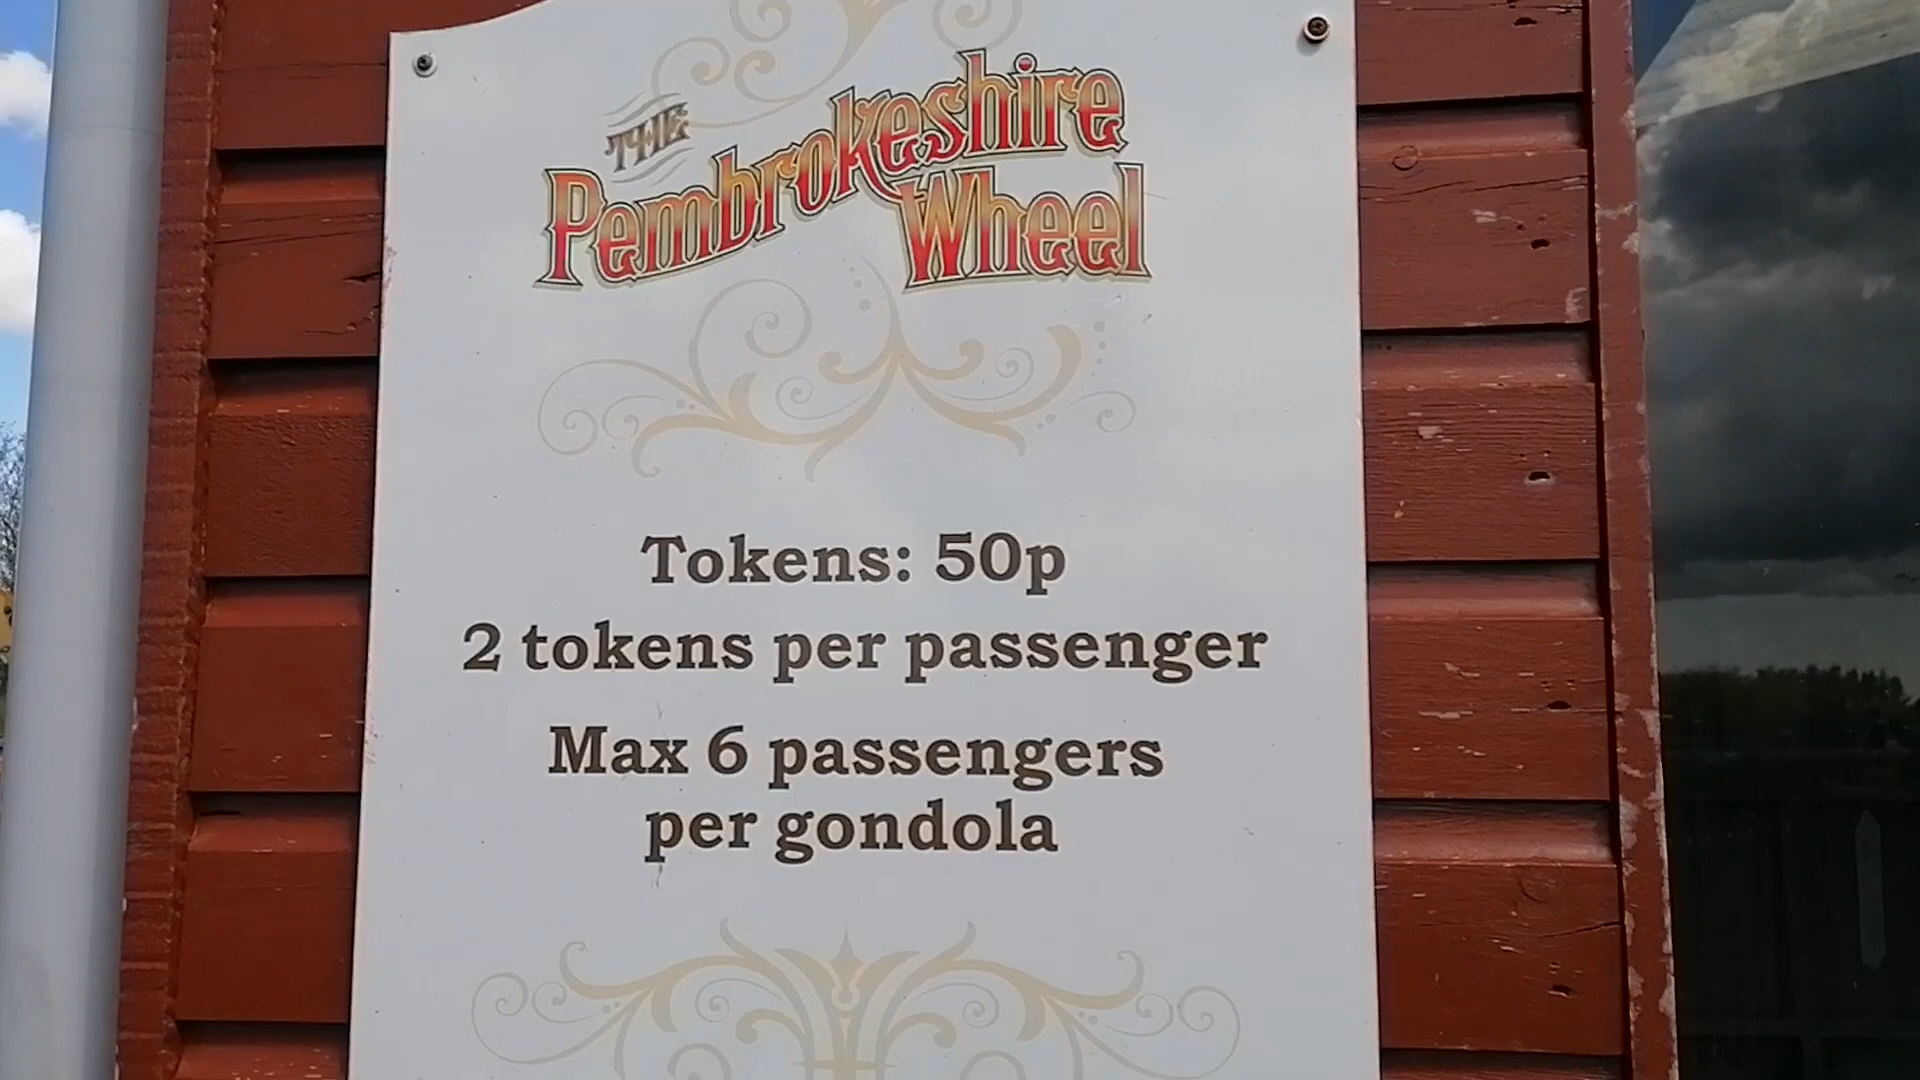 THE
Pembrokeshire
Wheel
Tokens: 50p
2 tokens per passenger
Max 6 passengers
per gondola